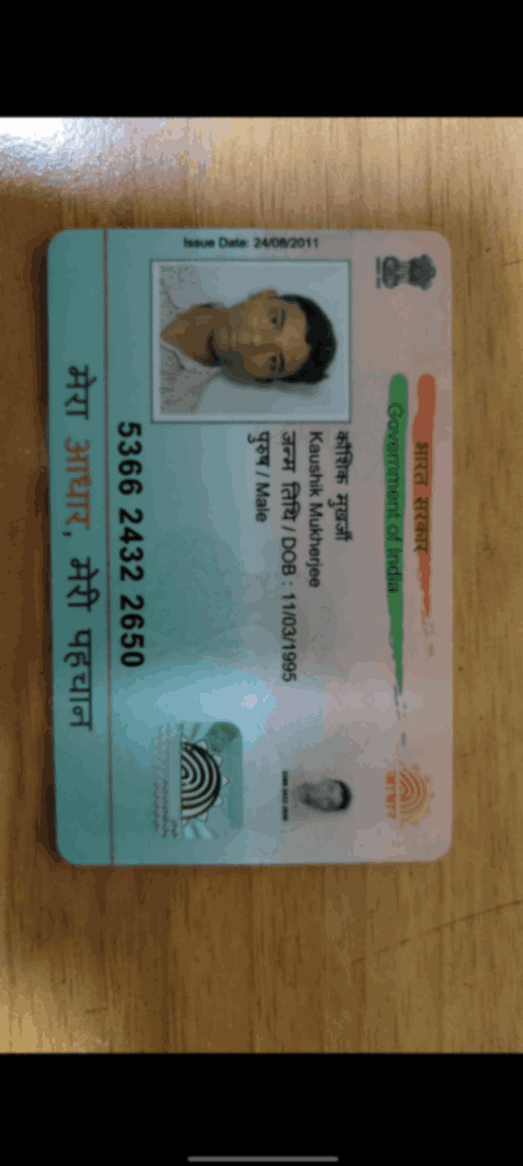 भारत सरकार
Government of India
आधार
Issue Date: 24/08/2011
कौशिक मुखर्जी
Kaushik Mukherjee
जन्म तिथि / DOB : 11/03/1995
पुरुष / Male
5366 2432 2650
मेरा आधार, मेरी पहचान